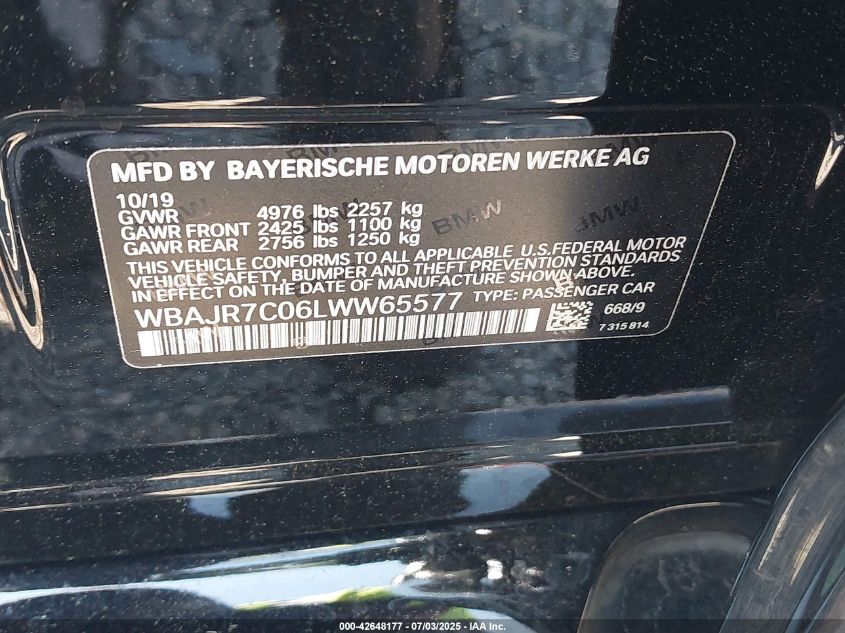 MFD BY BAYERISCHE MOTOREN WERKE AG
10/19
GVWR 4976 lbs 2257 kg
GAWR FRONT 2425 lbs 1100 kg
GAWR REAR 2756 lbs 1250 kg
THIS VEHICLE CONFORMS TO ALL APPLICABLE U.S.FEDERAL MOTOR
VEHICLE SAFETY, BUMPER AND THEFT PREVENTION STANDARDS
IN EFFECT ON THE DATE OF MANUFACTURE SHOWN ABOVE.
WBAJR7C06LWW65577 TYPE: PASSENGER CAR
668/9
7 315 814
BMW
BMW
BMW
000-42648177 - 07/03/2025 - IAA Inc.